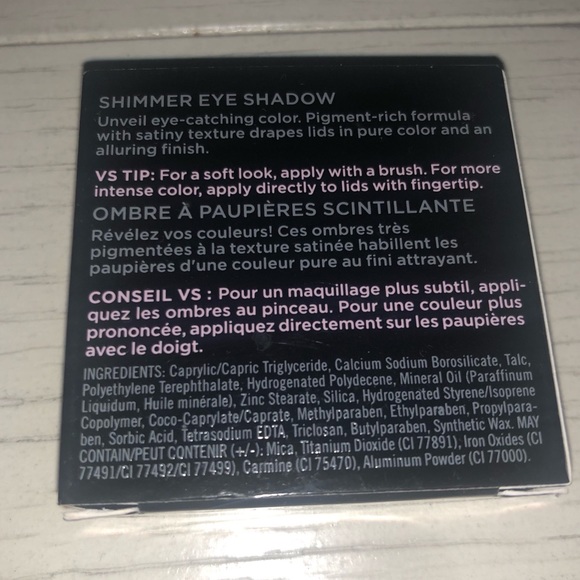 SHIMMER EYE SHADOW
Unveil eye-catching color. Pigment-rich formula
with satiny texture drapes lids in pure color and an
alluring finish.
VS TIP: For a soft look, apply with a brush. For more
intense color, apply directly to lids with fingertip.
OMBRE À PAUPIÈRES SCINTILLANTE
Révélez vos couleurs! Ces ombres très
pigmentées à la texture satinée habillent les
paupières d'une couleur pure au fini attrayant.
CONSEIL VS : Pour un maquillage plus subtil, appli-
quez les ombres au pinceau. Pour une couleur plus
prononcée, appliquez directement sur les paupières
avec le doigt.
INGREDIENTS: Caprylic/Capric Triglyceride, Calcium Sodium Borosilicate, Talc,
Polyethylene Terephthalate, Hydrogenated Polydecene, Mineral Oil (Paraffinum
Liquidum, Huile minérale), Zinc Stearate, Silica, Hydrogenated Styrene/Isoprene
Copolymer, Coco-Caprylate/Caprate, Methylparaben, Ethylparaben, Propylpara-
ben, Sorbic Acid, Tetrasodium EDTA, Triclosan, Butylparaben, Synthetic Wax. MAY
CONTAIN/PEUT CONTENIR (+/-): Mica, Titanium Dioxide (CI 77891), Iron Oxides (CI
77491/CI 77492/CI 77499), Carmine (CI 75470), Aluminum Powder (CI 77000).